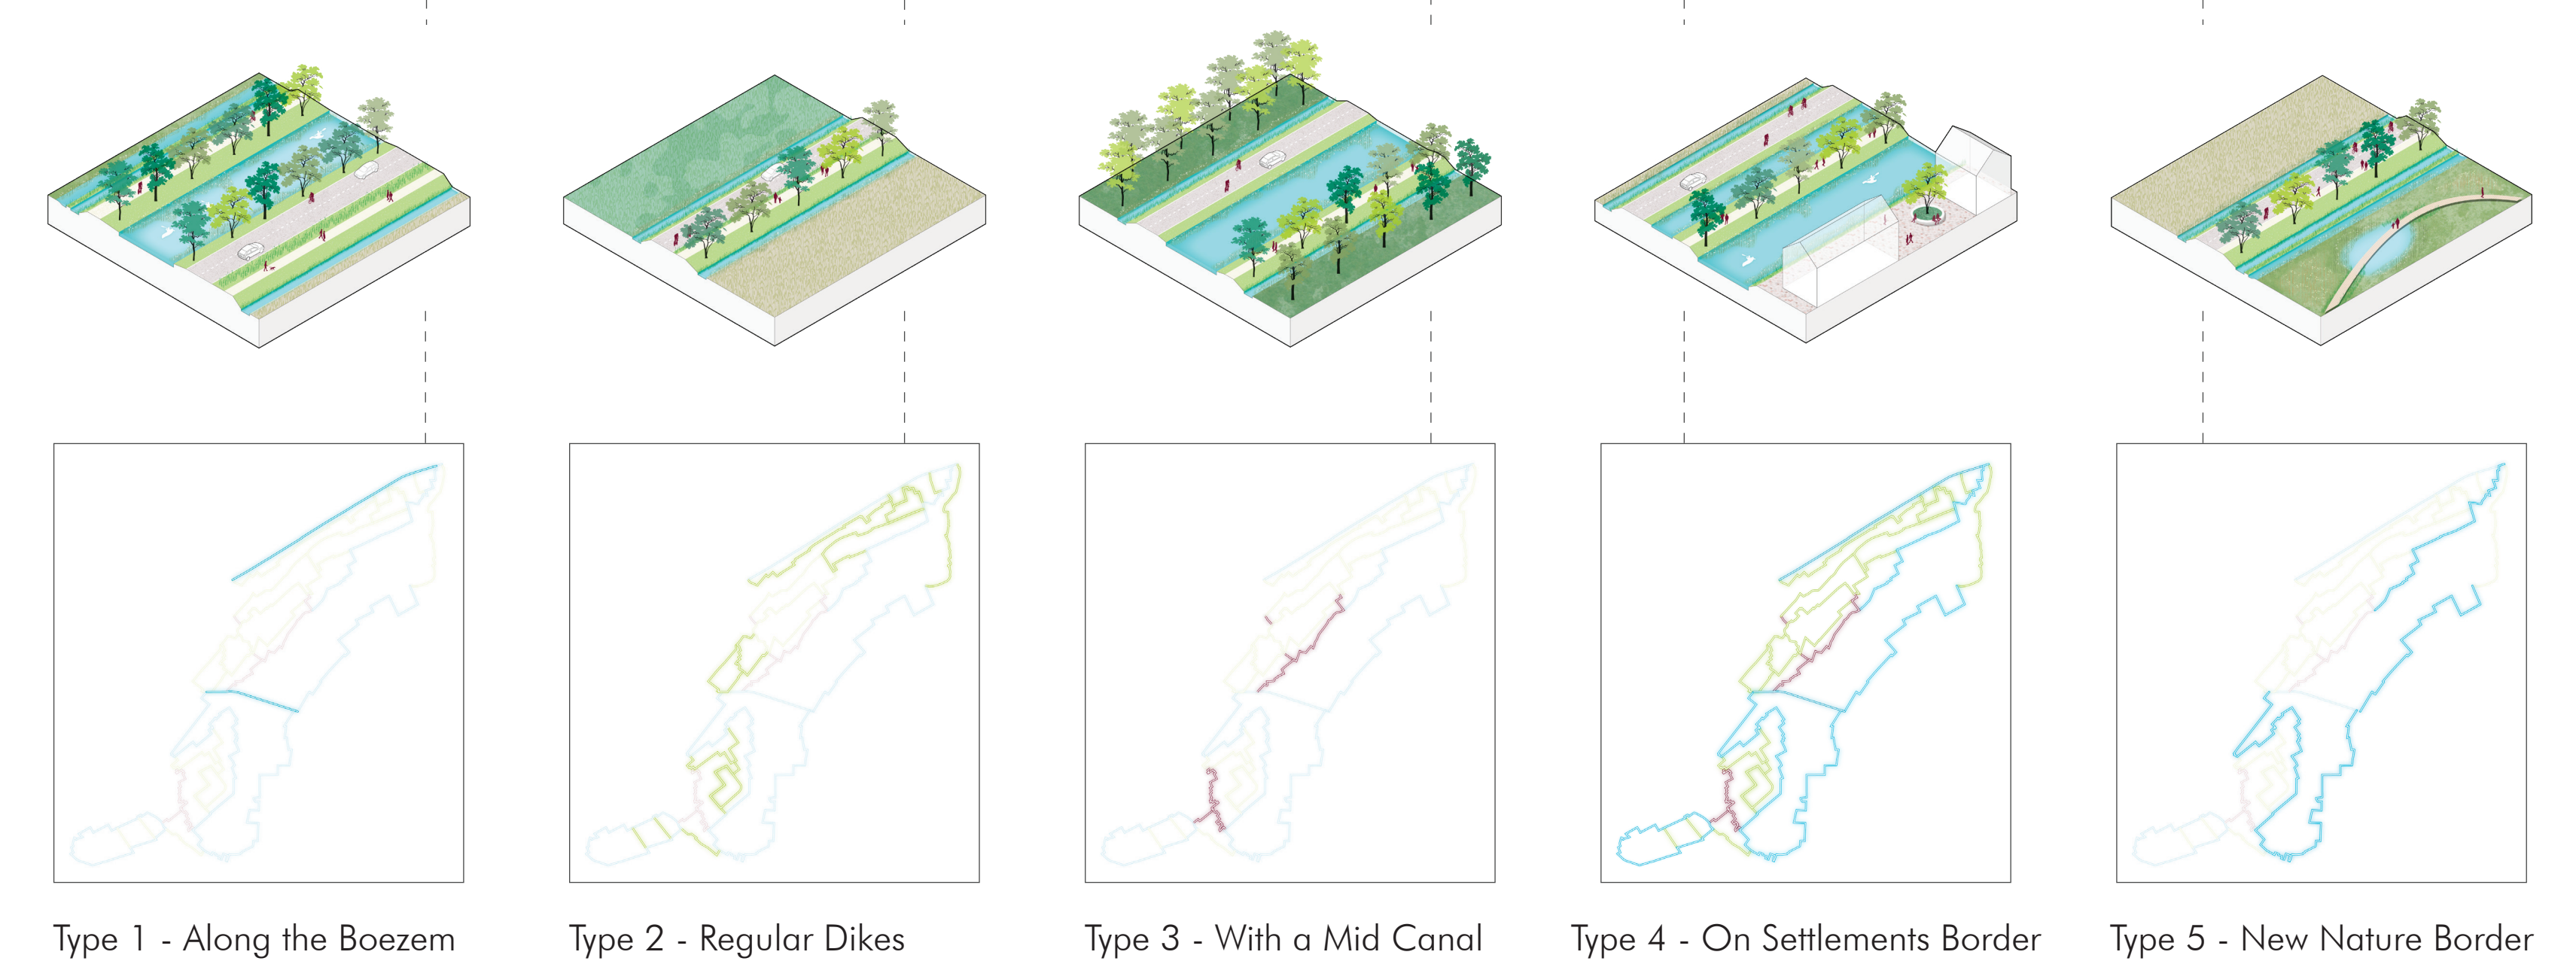 Type 1 - Along the Boezem
Type 2 - Regular Dikes
Type 3 - With a Mid Canal
Type 4 - On Settlements Border
Type 5 - New Nature Border